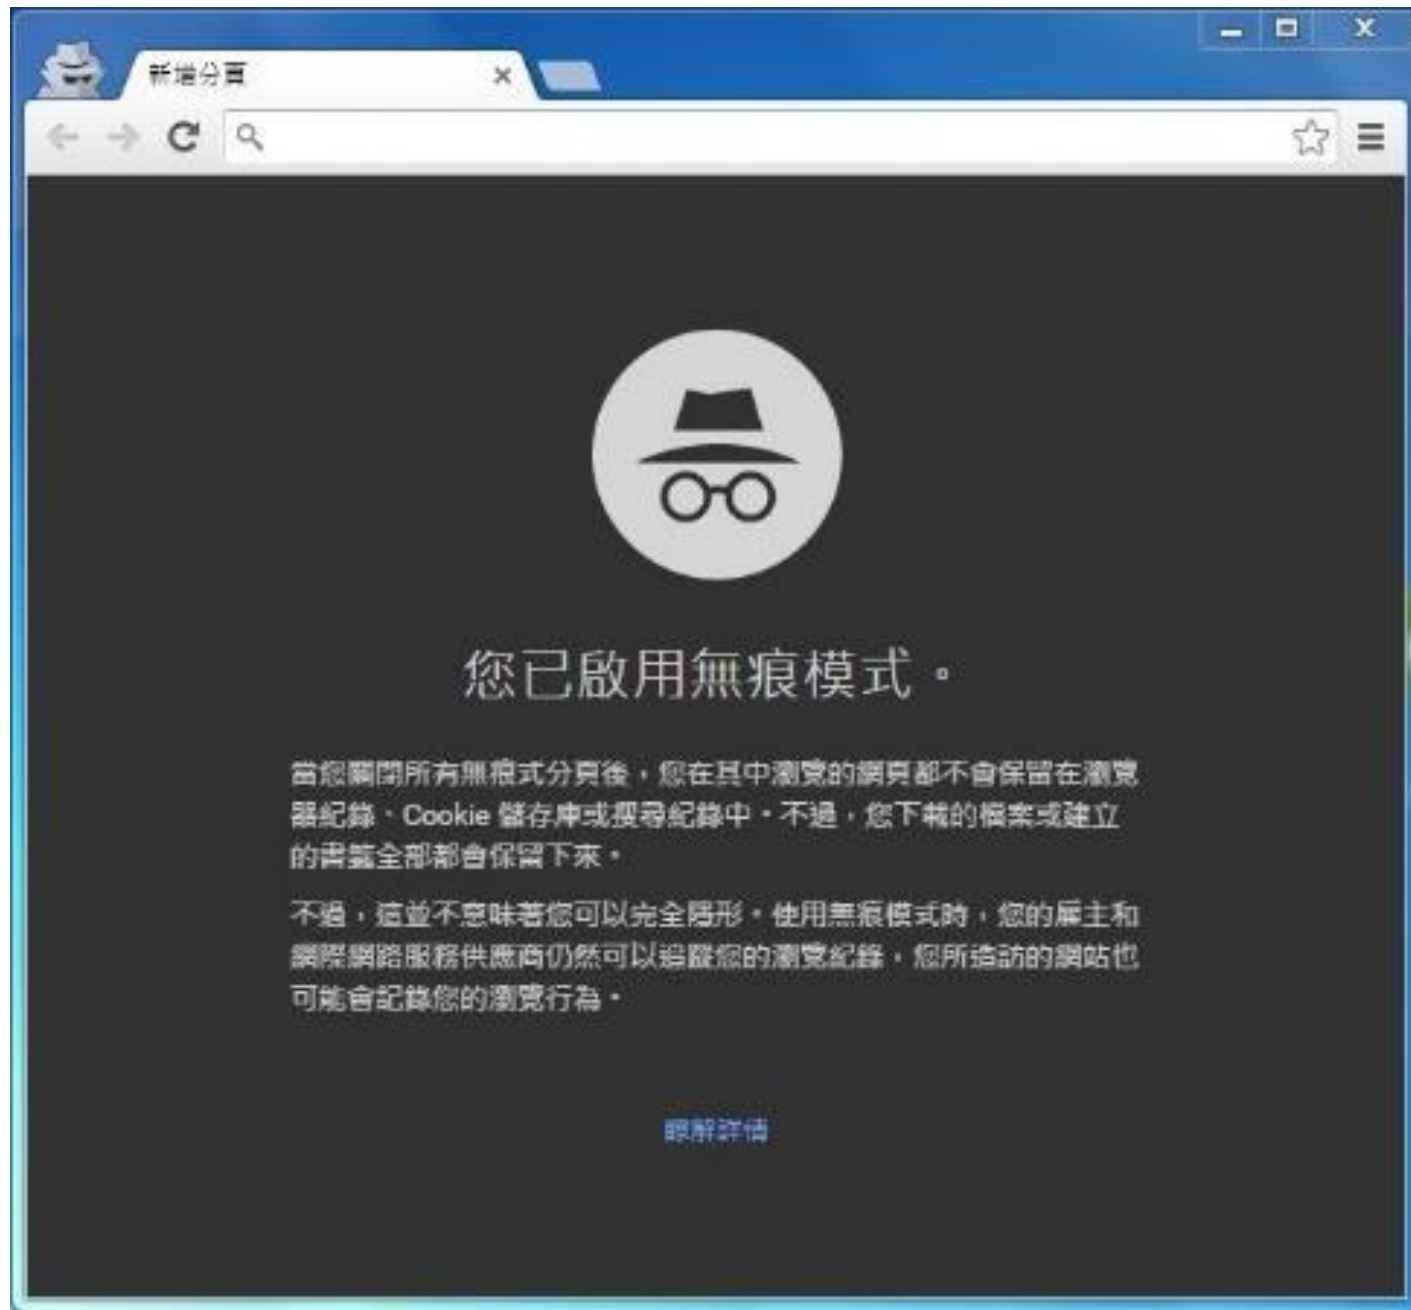 新增分頁
您已啟用無痕模式。
當您關閉所有無痕式分頁後，您在其中瀏覽的網頁都不會保留在瀏覽
器紀錄、Cookie 儲存庫或搜尋紀錄中。不過，您下載的檔案或建立
的書籤全部都會保留下來。
不過，這並不意味著您可以完全隱形。使用無痕模式時，您的雇主和
網際網路服務供應商仍然可以追蹤您的瀏覽紀錄，您所造訪的網站也
可能會記錄您的瀏覽行為。
瞭解詳情